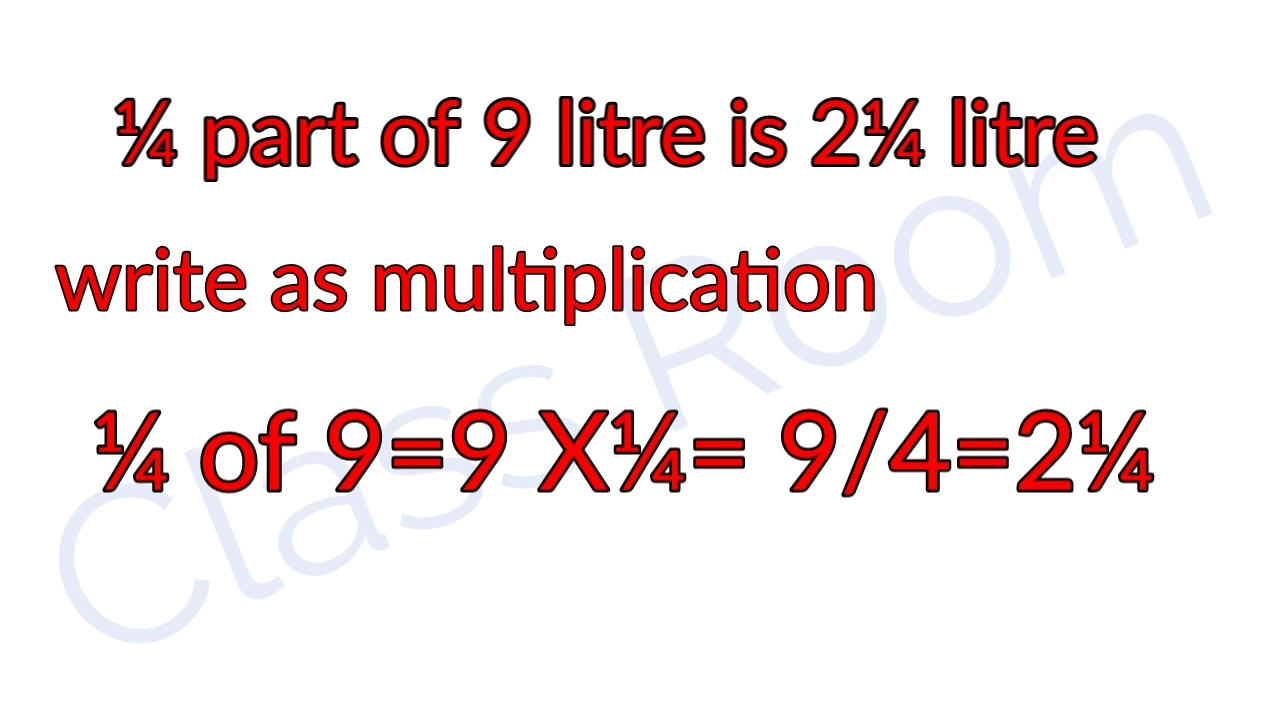 ¼ part of 9 litre is 2¼ litre
write as multiplication
¼ of 9=9 X¼= 9/4=2¼
Class Room